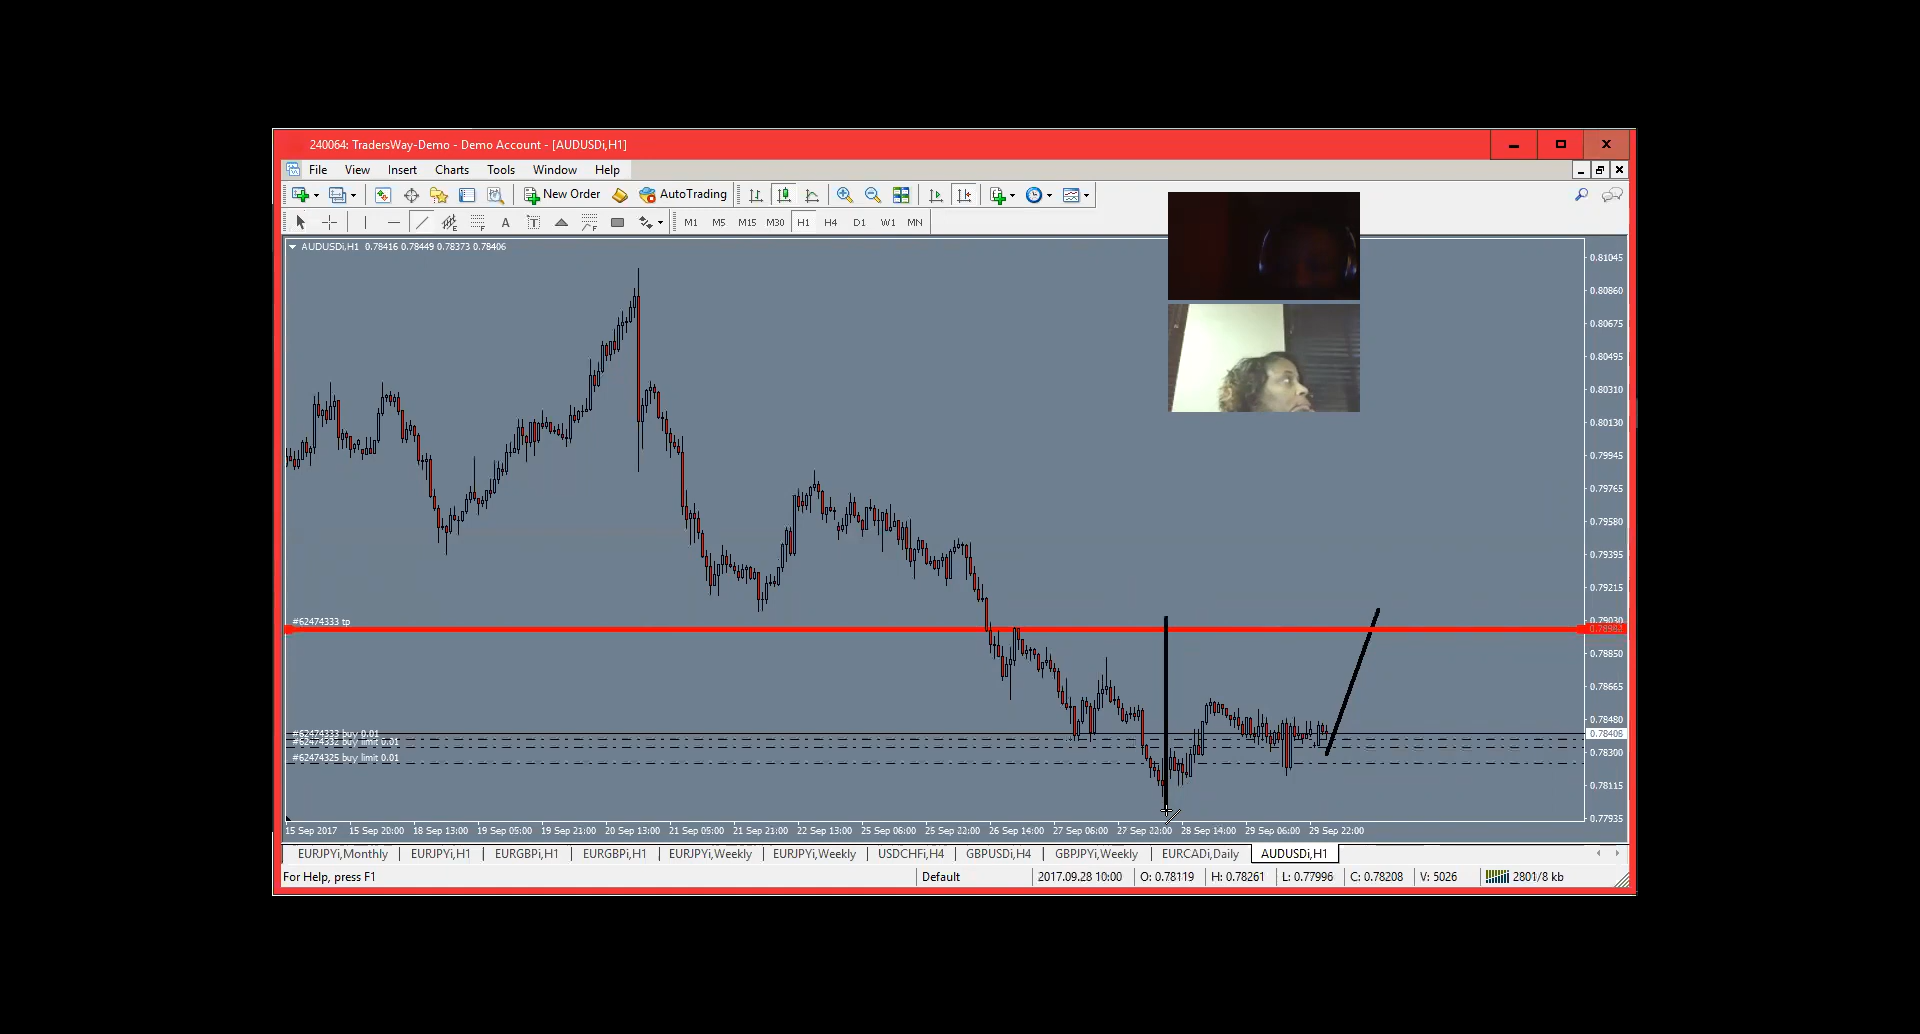 240064: TradersWay-Demo - Demo Account - [AUDUSDi,H1]
File View Insert Charts Tools Window Help
New Order AutoTrading
A T M1 M5 M15 M30 H1 H4 D1 W1 MN
AUDUSDi,H1 0.78416 0.78449 0.78373 0.78406
0.81045
0.80860
0.80675
0.80495
0.80310
0.80130
0.79945
0.79765
0.79580
0.79395
0.79215
#62474333 tp
0.79030
0.78850
0.78665
0.78480
#62474333 buy 0.01
0.78406
#62474332 buy limit 0.01
0.78300
#62474325 buy limit 0.01
0.78115
0.77935
15 Sep 2017 15 Sep 20:00 18 Sep 13:00 19 Sep 05:00 19 Sep 21:00 20 Sep 13:00 21 Sep 05:00 21 Sep 21:00 22 Sep 13:00 25 Sep 06:00 25 Sep 22:00 26 Sep 14:00 27 Sep 06:00 27 Sep 22:00 28 Sep 14:00 29 Sep 06:00 29 Sep 22:00
EURJPYi,Monthly EURJPYi,H1 EURGBPi,H1 EURGBPi,H1 EURJPYi,Weekly EURJPYi,Weekly USDCHFi,H4 GBPUSDi,H4 GBPJPYi,Weekly EURCADi,Daily AUDUSDi,H1
For Help, press F1 Default 2017.09.28 10:00 O: 0.78119 H: 0.78261 L: 0.77996 C: 0.78208 V: 5026 2801/8 kb